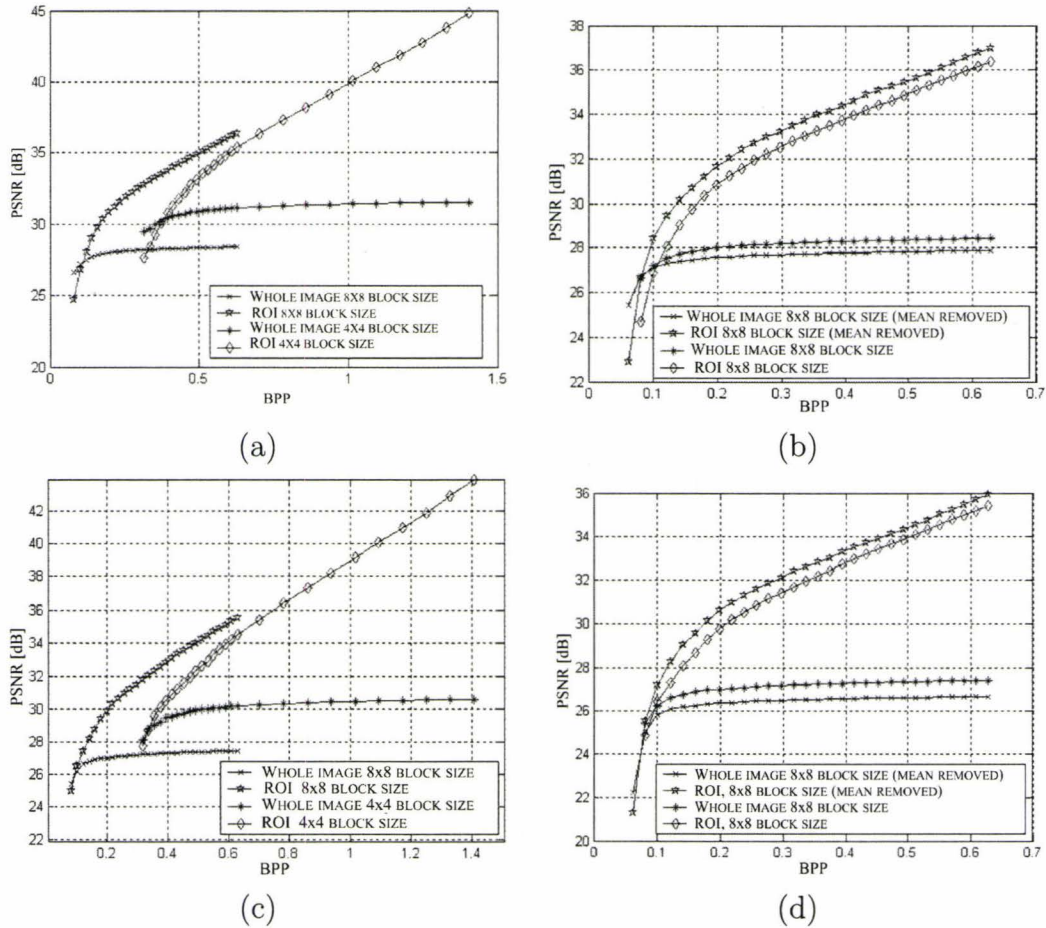 45
40
35
30
25
20
0
0.5
1
1.5
PSNR [dB]
BPP
WHOLE IMAGE 8X8 BLOCK SIZE
ROI 8X8 BLOCK SIZE
WHOLE IMAGE 4X4 BLOCK SIZE
ROI 4X4 BLOCK SIZE
(a)
38
36
34
32
30
28
26
24
22
0
0.1
0.2
0.3
0.4
0.5
0.6
0.7
PSNR [dB]
BPP
WHOLE IMAGE 8x8 BLOCK SIZE (MEAN REMOVED)
ROI 8x8 BLOCK SIZE (MEAN REMOVED)
WHOLE IMAGE 8x8 BLOCK SIZE
ROI 8x8 BLOCK SIZE
(b)
42
40
38
36
34
32
30
28
26
24
22
0.2
0.4
0.6
0.8
1
1.2
1.4
PSNR [dB]
BPP
WHOLE IMAGE 8x8 BLOCK SIZE
ROI 8x8 BLOCK SIZE
WHOLE IMAGE 4x4 BLOCK SIZE
ROI 4x4 BLOCK SIZE
(c)
36
34
32
30
28
26
24
22
20
0
0.1
0.2
0.3
0.4
0.5
0.6
0.7
PSNR [dB]
BPP
WHOLE IMAGE 8x8 BLOCK SIZE (MEAN REMOVED)
ROI, 8x8 BLOCK SIZE (MEAN REMOVED)
WHOLE IMAGE 8x8 BLOCK SIZE
ROI, 8x8 BLOCK SIZE
(d)